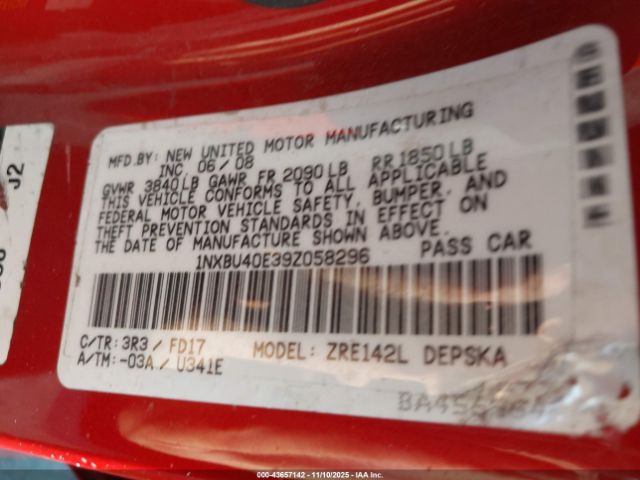 J2
MFD.BY: NEW UNITED MOTOR MANUFACTURING
INC 06/08
GVWR 3840LB GAWR FR 2090LB RR 1850LB
THIS VEHICLE CONFORMS TO ALL APPLICABLE
FEDERAL MOTOR VEHICLE SAFETY, BUMPER, AND
THEFT PREVENTION STANDARDS IN EFFECT ON
THE DATE OF MANUFACTURE SHOWN ABOVE.
1NXBU40E39Z058296 PASS CAR
C/TR: 3R3 / FD17 MODEL: ZRE142L DEPSKA
A/TM: -03A / U341E
000-43657142 - 11/10/2025 - IAA Inc.